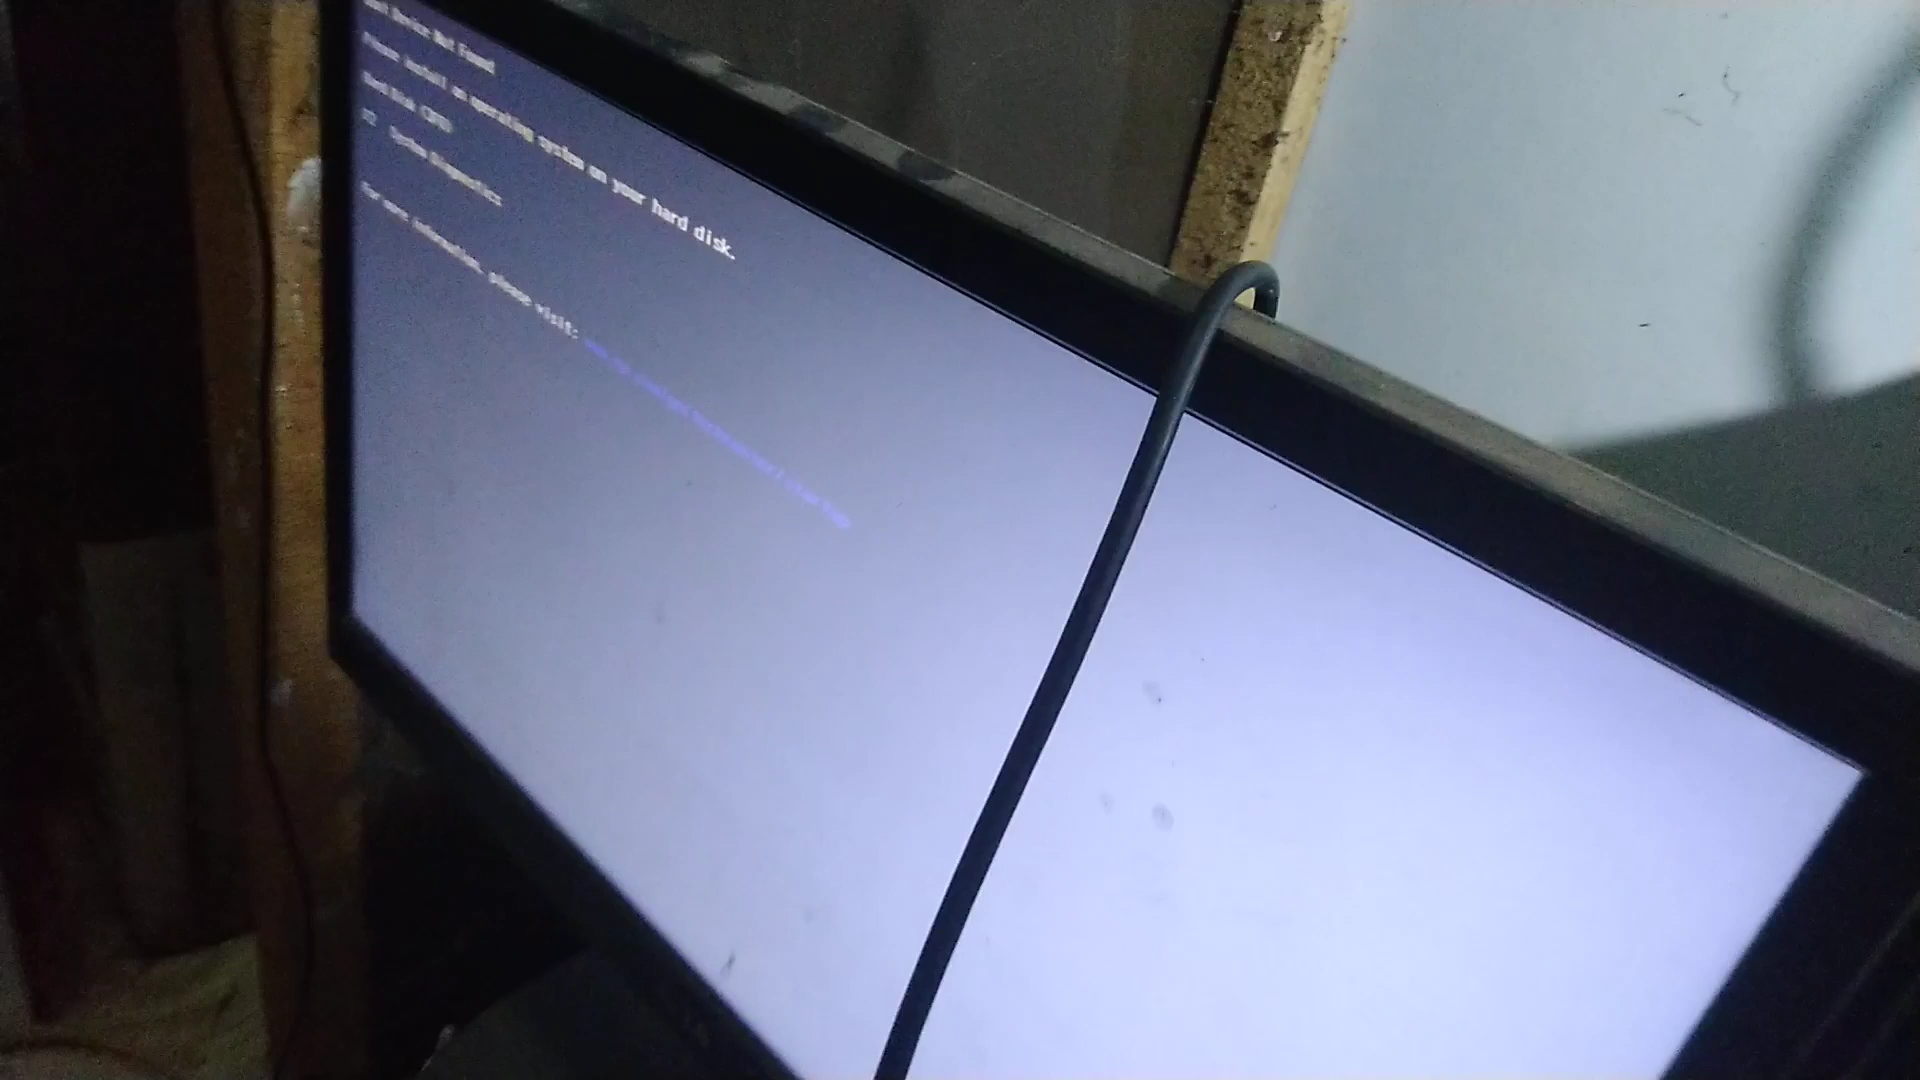 Boot Device Not Found
Please install an operating system on your hard disk.
Hard Disk (3F0)
F2 System Diagnostics
For more information, please visit: